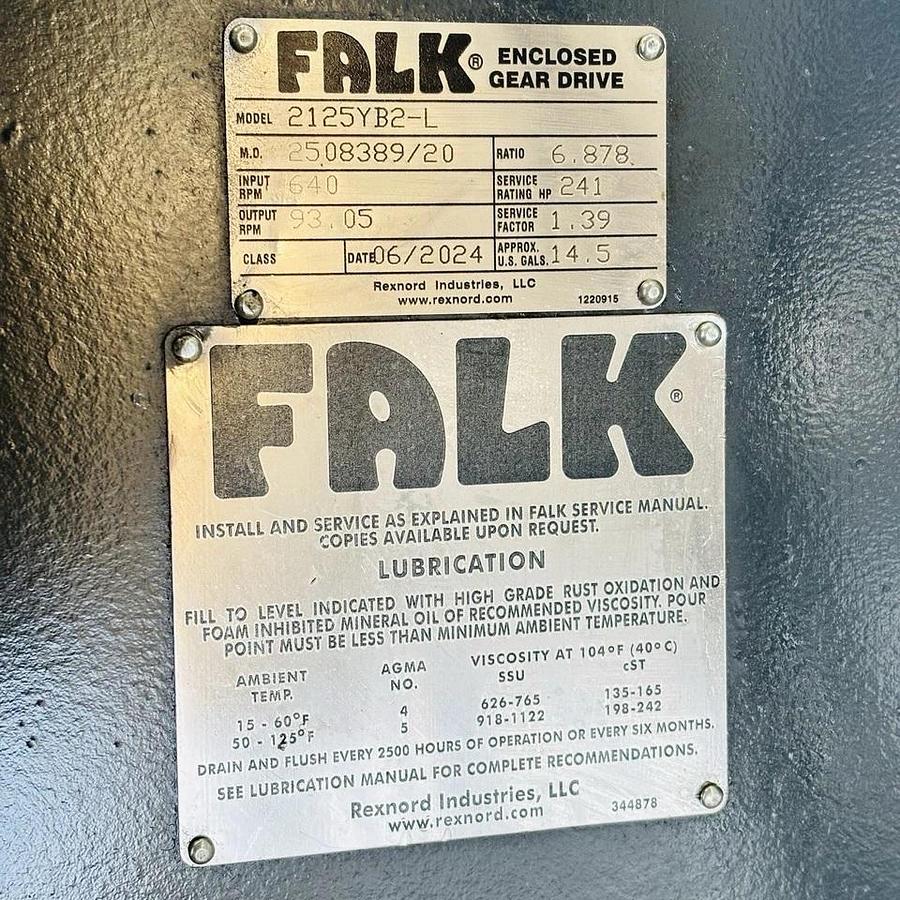 FALK® ENCLOSED
GEAR DRIVE
MODEL 2125YB2-L
M.O. 2508389/20 RATIO 6.878
INPUT RPM 640 SERVICE RATING HP 241
OUTPUT RPM 93.05 SERVICE FACTOR 1.39
CLASS DATE 06/2024 APPROX. U.S. GALS. 14.5
Rexnord Industries, LLC
www.rexnord.com 1220915
FALK®
INSTALL AND SERVICE AS EXPLAINED IN FALK SERVICE MANUAL.
COPIES AVAILABLE UPON REQUEST.
LUBRICATION
FILL TO LEVEL INDICATED WITH HIGH GRADE RUST OXIDATION AND
FOAM INHIBITED MINERAL OIL OF RECOMMENDED VISCOSITY. POUR
POINT MUST BE LESS THAN MINIMUM AMBIENT TEMPERATURE.
AMBIENT TEMP. AGMA NO. VISCOSITY AT 104°F (40°C)
SSU cST
15 - 60°F 4 626-765 135-165
50 - 125°F 5 918-1122 198-242
DRAIN AND FLUSH EVERY 2500 HOURS OF OPERATION OR EVERY SIX MONTHS.
SEE LUBRICATION MANUAL FOR COMPLETE RECOMMENDATIONS.
Rexnord Industries, LLC
www.rexnord.com 344878